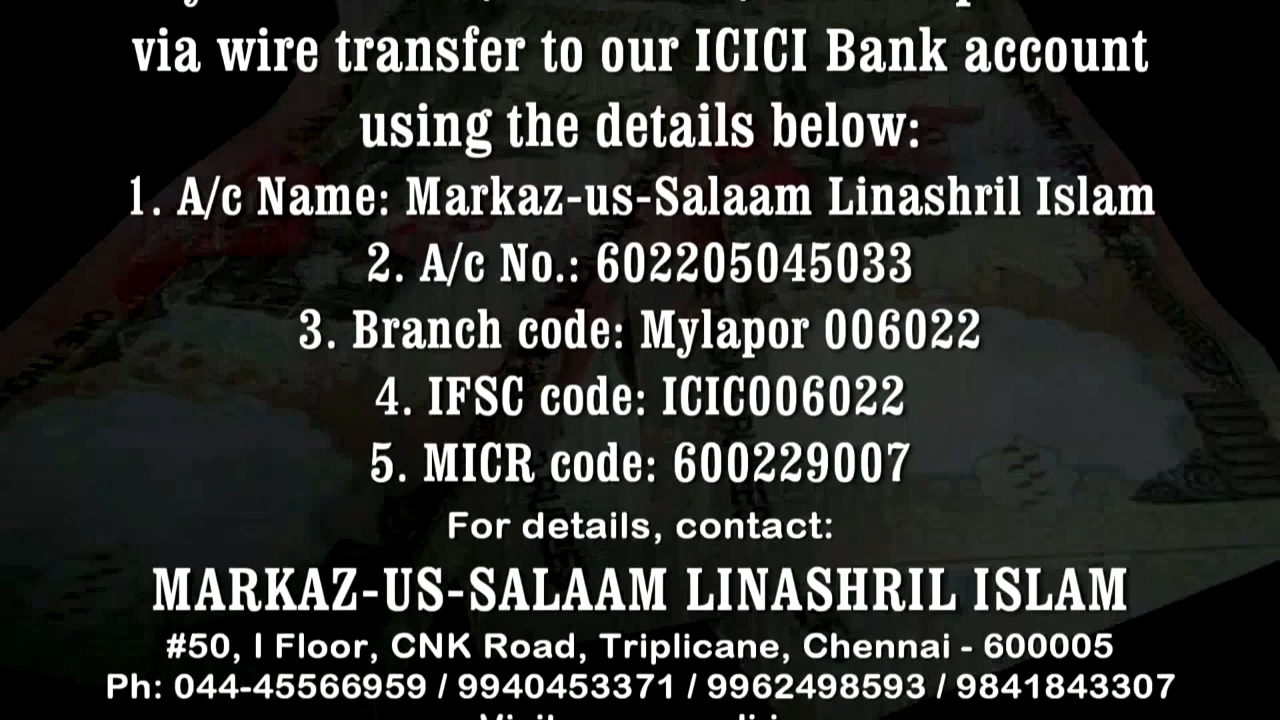 via wire transfer to our ICICI Bank account
using the details below:
1. A/c Name: Markaz-us-Salaam Linashril Islam
2. A/c No.: 602205045033
3. Branch code: Mylapor 006022
4. IFSC code: ICIC006022
5. MICR code: 600229007
For details, contact:
MARKAZ-US-SALAAM LINASHRIL ISLAM
#50, I Floor, CNK Road, Triplicane, Chennai - 600005
Ph: 044-45566959 / 9940453371 / 9962498593 / 9841843307